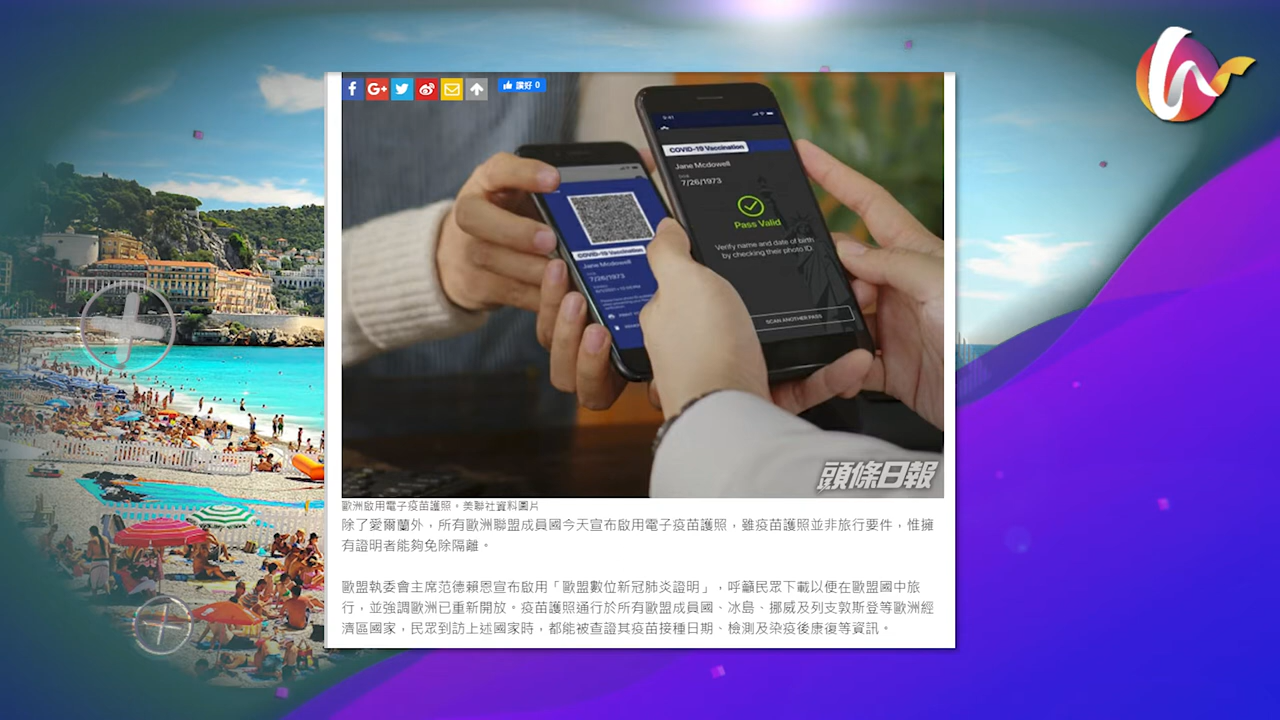 讚好 0
9:41
COVID-19 Vaccination
Jane Mcdowell
DOB
7/26/1973
Pass Valid
Verify name and date of birth
by checking their photo ID
SCAN ANOTHER PASS
COVID-19 Vaccination
Jane Mcdowell
7/26/1973
頭條日報
歐洲啟用電子疫苗護照。美聯社資料圖片
除了愛爾蘭外，所有歐洲聯盟成員國今天宣布啟用電子疫苗護照，雖疫苗護照並非旅行要件，惟擁
有證明者能夠免除隔離。
歐盟執委會主席范德賴恩宣布啟用「歐盟數位新冠肺炎證明」，呼籲民眾下載以便在歐盟國中旅
行，並強調歐洲已重新開放。疫苗護照通行於所有歐盟成員國、冰島、挪威及列支敦斯登等歐洲經
濟區國家，民眾到訪上述國家時，都能被查證其疫苗接種日期、檢測及染疫後康復等資訊。